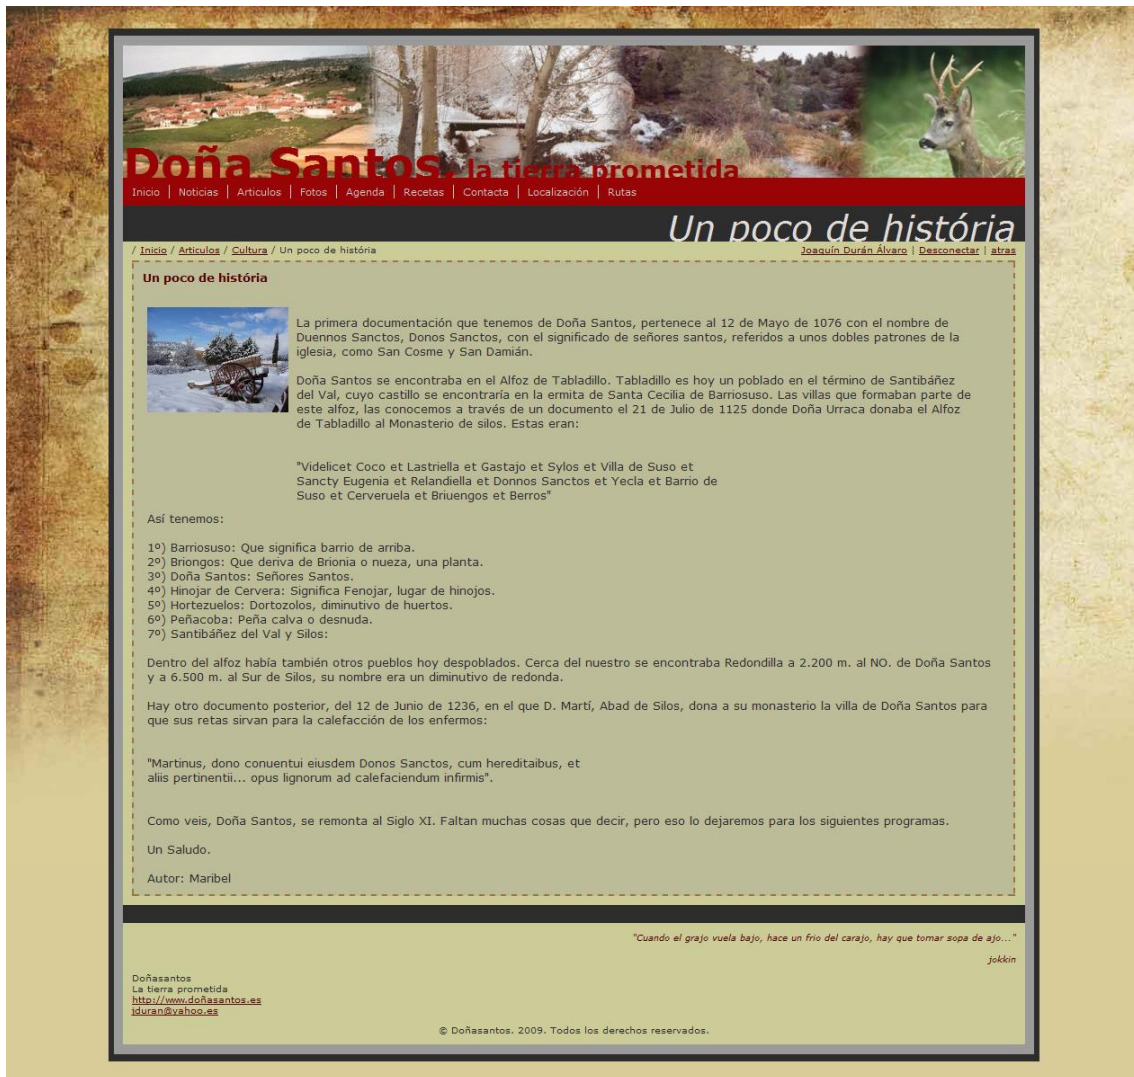 Doña Santos, la tierra prometida
Inicio | Noticias | Articulos | Fotos | Agenda | Recetas | Contacta | Localización | Rutas
Un poco de história
/ Inicio / Articulos / Cultura / Un poco de história
Joaquín Durán Álvaro | Desconectar | atras
Un poco de história
La primera documentación que tenemos de Doña Santos, pertenece al 12 de Mayo de 1076 con el nombre de
Duennos Sanctos, Donos Sanctos, con el significado de señores santos, referidos a unos dobles patrones de la
iglesia, como San Cosme y San Damián.
Doña Santos se encontraba en el Alfoz de Tabladillo. Tabladillo es hoy un poblado en el término de Santibáñez
del Val, cuyo castillo se encontraría en la ermita de Santa Cecilia de Barriosuso. Las villas que formaban parte de
este alfoz, las conocemos a través de un documento el 21 de Julio de 1125 donde Doña Urraca donaba el Alfoz
de Tabladillo al Monasterio de silos. Estas eran:
"Videlicet Coco et Lastriella et Gastajo et Sylos et Villa de Suso et
Sancty Eugenia et Relandiella et Donnos Sanctos et Yecla et Barrio de
Suso et Cerveruela et Briuengos et Berros"
Así tenemos:
1º) Barriosuso: Que significa barrio de arriba.
2º) Briongos: Que deriva de Brionia o nueza, una planta.
3º) Doña Santos: Señores Santos.
4º) Hinojar de Cervera: Significa Fenojar, lugar de hinojos.
5º) Hortezuelos: Dortozolos, diminutivo de huertos.
6º) Peñacoba: Peña calva o desnuda.
7º) Santibáñez del Val y Silos:
Dentro del alfoz había también otros pueblos hoy despoblados. Cerca del nuestro se encontraba Redondilla a 2.200 m. al NO. de Doña Santos
y a 6.500 m. al Sur de Silos, su nombre era un diminutivo de redonda.
Hay otro documento posterior, del 12 de Junio de 1236, en el que D. Martí, Abad de Silos, dona a su monasterio la villa de Doña Santos para
que sus retas sirvan para la calefacción de los enfermos:
"Martinus, dono conuentui eiusdem Donos Sanctos, cum hereditaibus, et
aliis pertinentii... opus lignorum ad calefaciendum infirmis".
Como veis, Doña Santos, se remonta al Siglo XI. Faltan muchas cosas que decir, pero eso lo dejaremos para los siguientes programas.
Un Saludo.
Autor: Maribel
"Cuando el grajo vuela bajo, hace un frio del carajo, hay que tomar sopa de ajo..."
jokkin
Doñasantos
La tierra prometida
http://www.doñasantos.es
jduran@yahoo.es
© Doñasantos. 2009. Todos los derechos reservados.